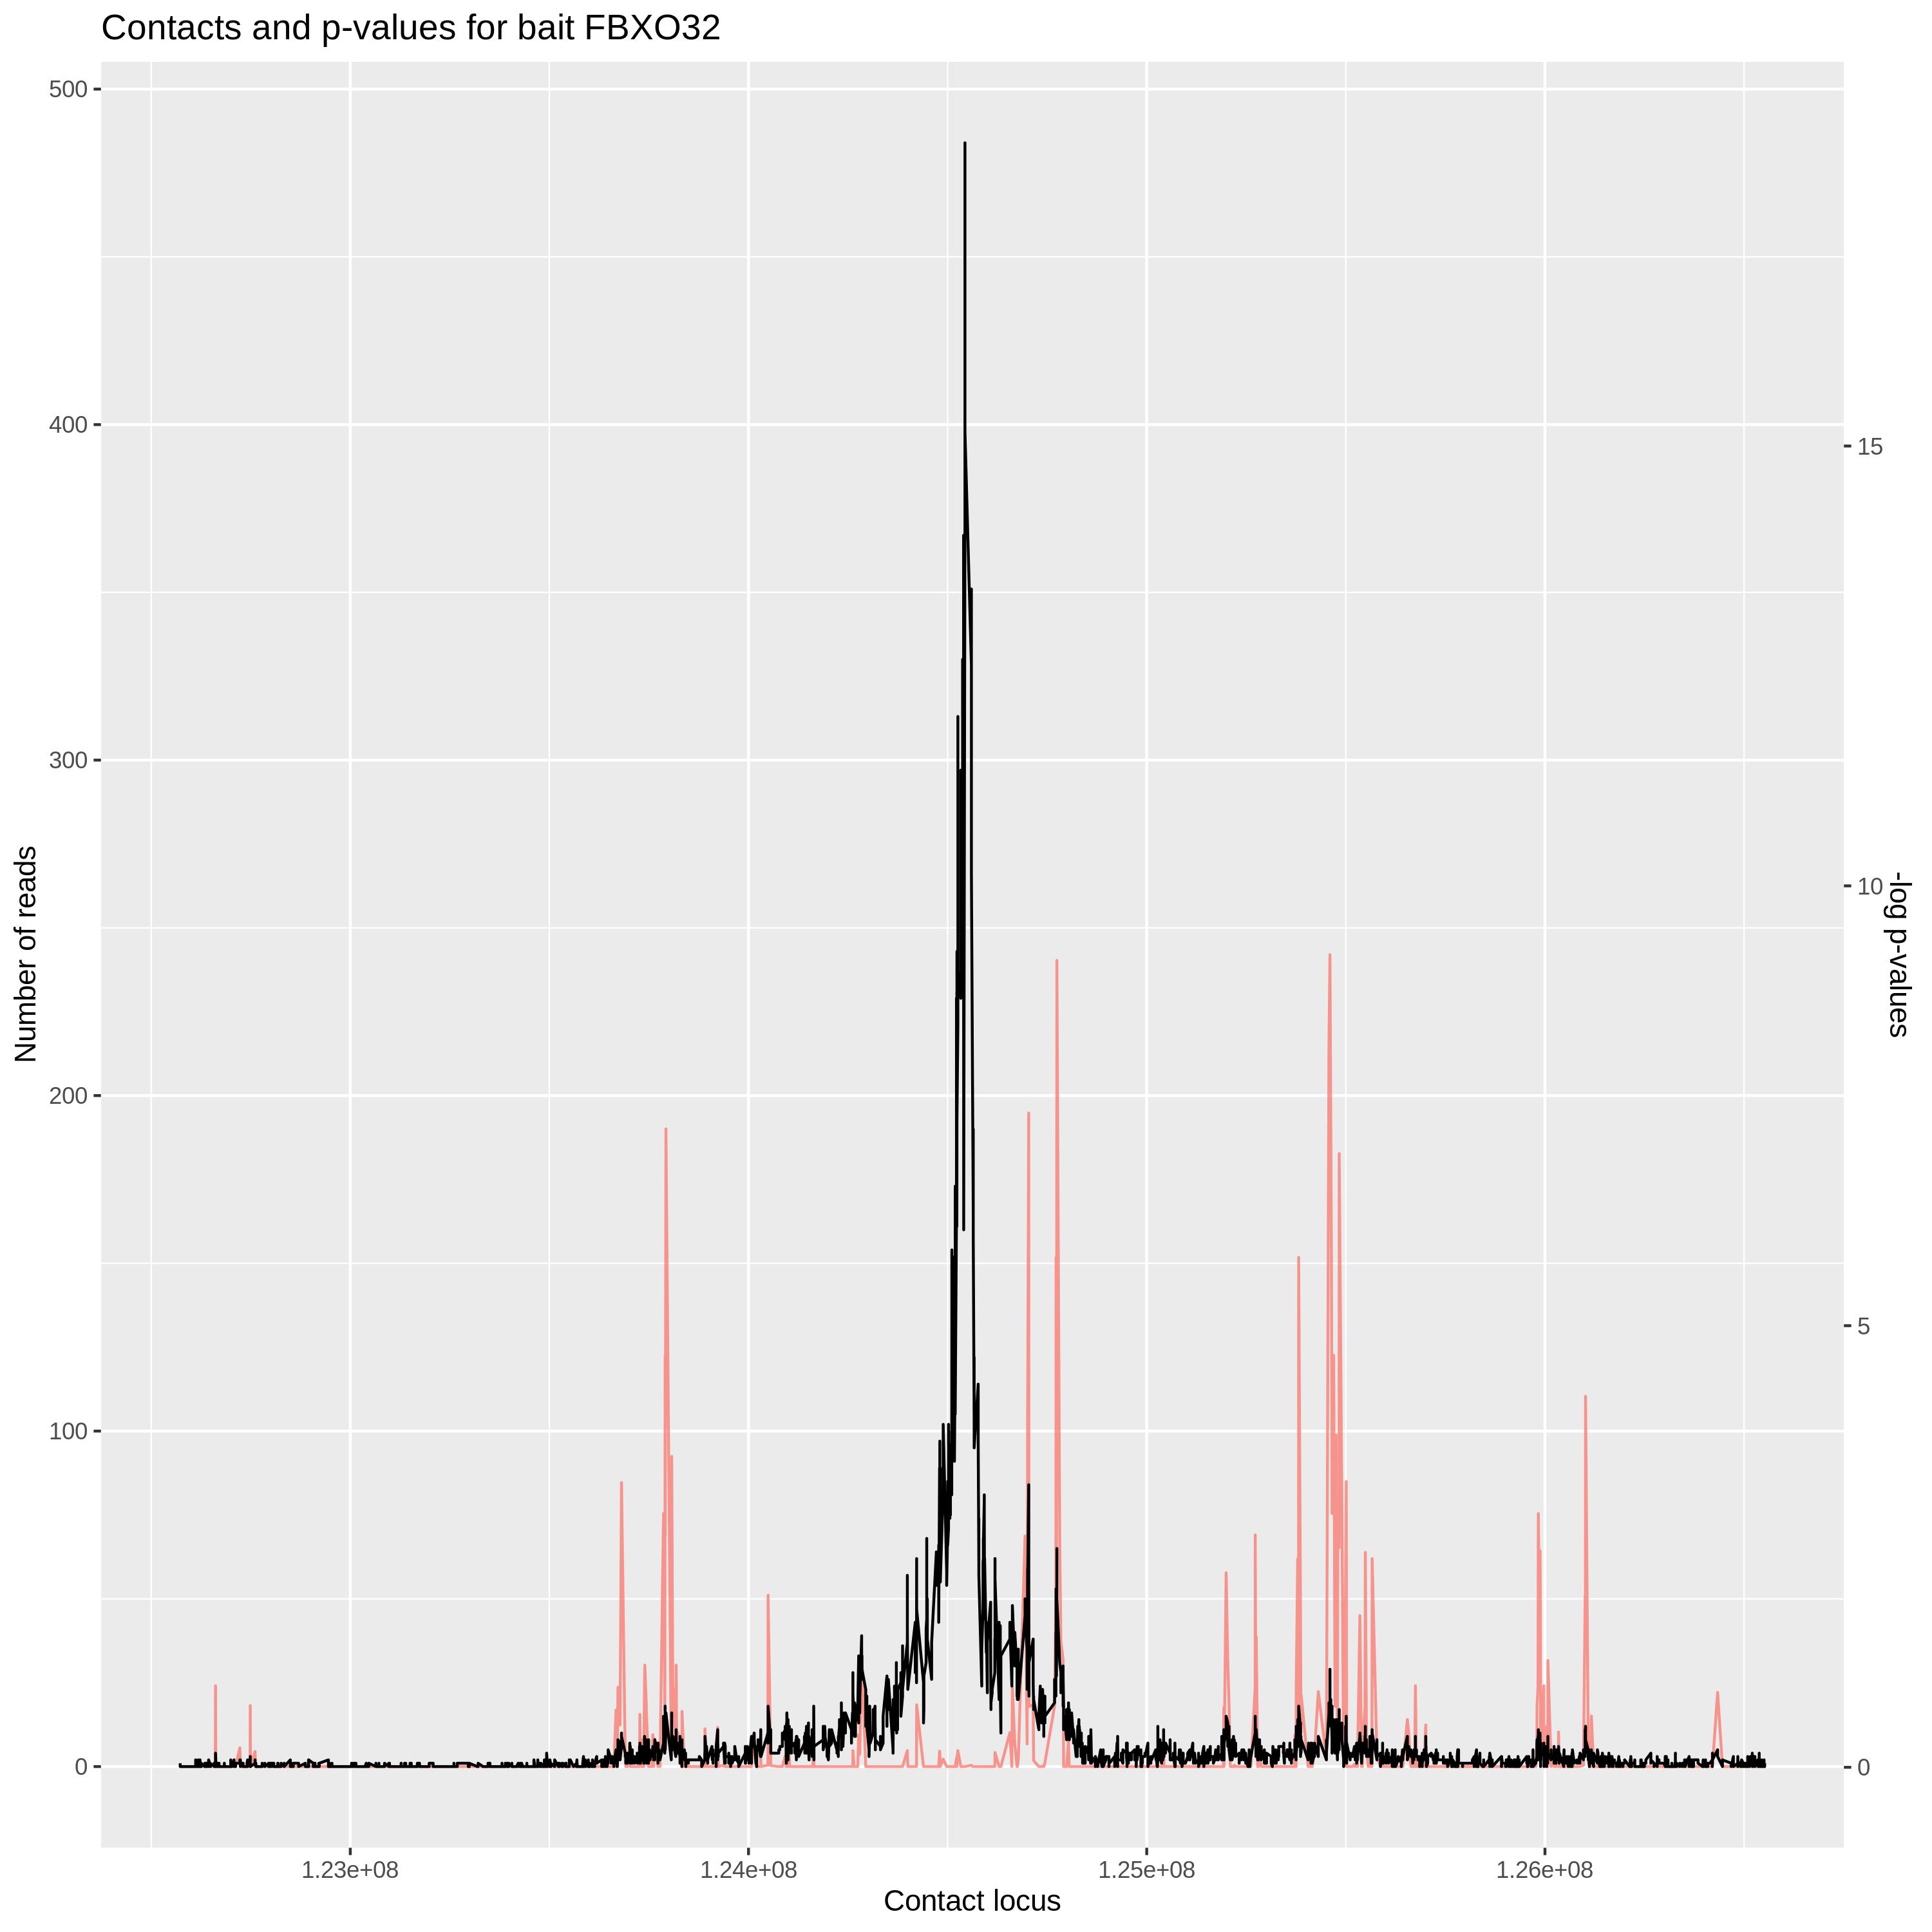 Contacts and p-values for bait FBXO32
500
400
300
200
100
0
Number of reads
15
10
5
0
-log p-values
1.23e+08
1.24e+08
1.25e+08
1.26e+08
Contact locus